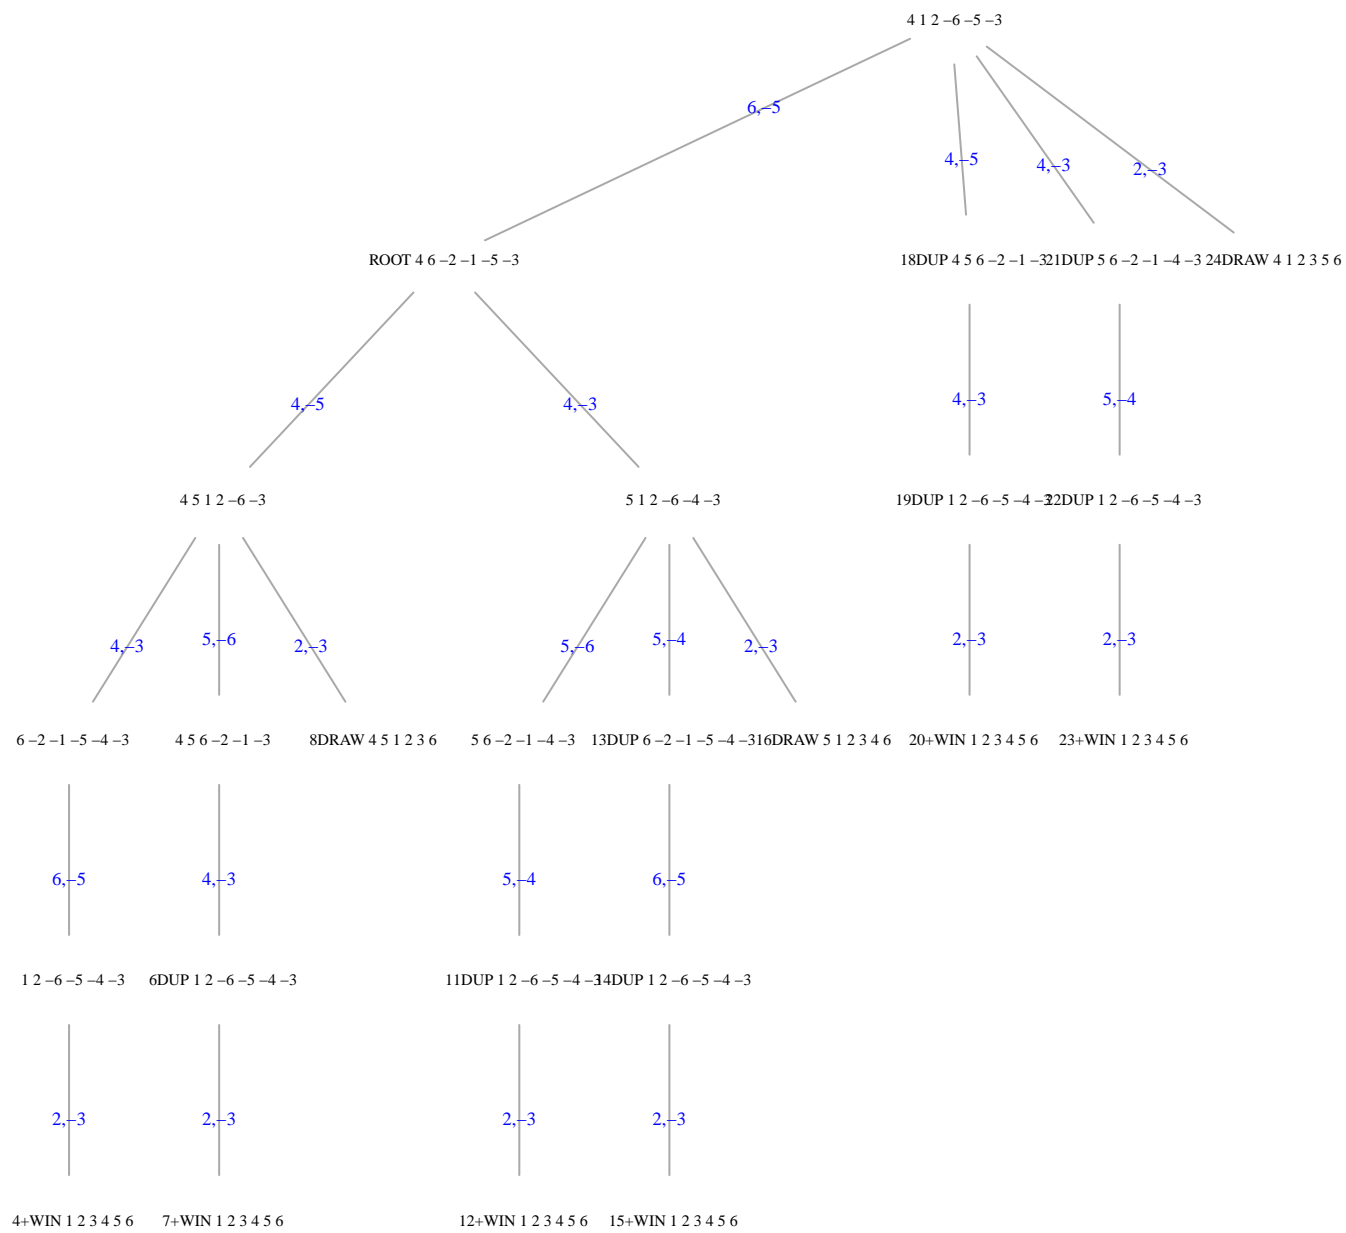 4 1 2 −6 −5 −3
6,−5
4,−5
4,−3
2,−3
ROOT 4 6 −2 −1 −5 −3
18DUP 4 5 6 −2 −1 −3
21DUP 5 6 −2 −1 −4 −3
24DRAW 4 1 2 3 5 6
4,−5
4,−3
4,−3
5,−4
4 5 1 2 −6 −3
5 1 2 −6 −4 −3
19DUP 1 2 −6 −5 −4 −3
22DUP 1 2 −6 −5 −4 −3
4,−3
5,−6
2,−3
5,−6
5,−4
2,−3
2,−3
2,−3
6 −2 −1 −5 −4 −3
4 5 6 −2 −1 −3
8DRAW 4 5 1 2 3 6
5 6 −2 −1 −4 −3
13DUP 6 −2 −1 −5 −4 −3
16DRAW 5 1 2 3 4 6
20+WIN 1 2 3 4 5 6
23+WIN 1 2 3 4 5 6
6,−5
4,−3
5,−4
6,−5
1 2 −6 −5 −4 −3
6DUP 1 2 −6 −5 −4 −3
11DUP 1 2 −6 −5 −4 −3
14DUP 1 2 −6 −5 −4 −3
2,−3
2,−3
2,−3
2,−3
4+WIN 1 2 3 4 5 6
7+WIN 1 2 3 4 5 6
12+WIN 1 2 3 4 5 6
15+WIN 1 2 3 4 5 6